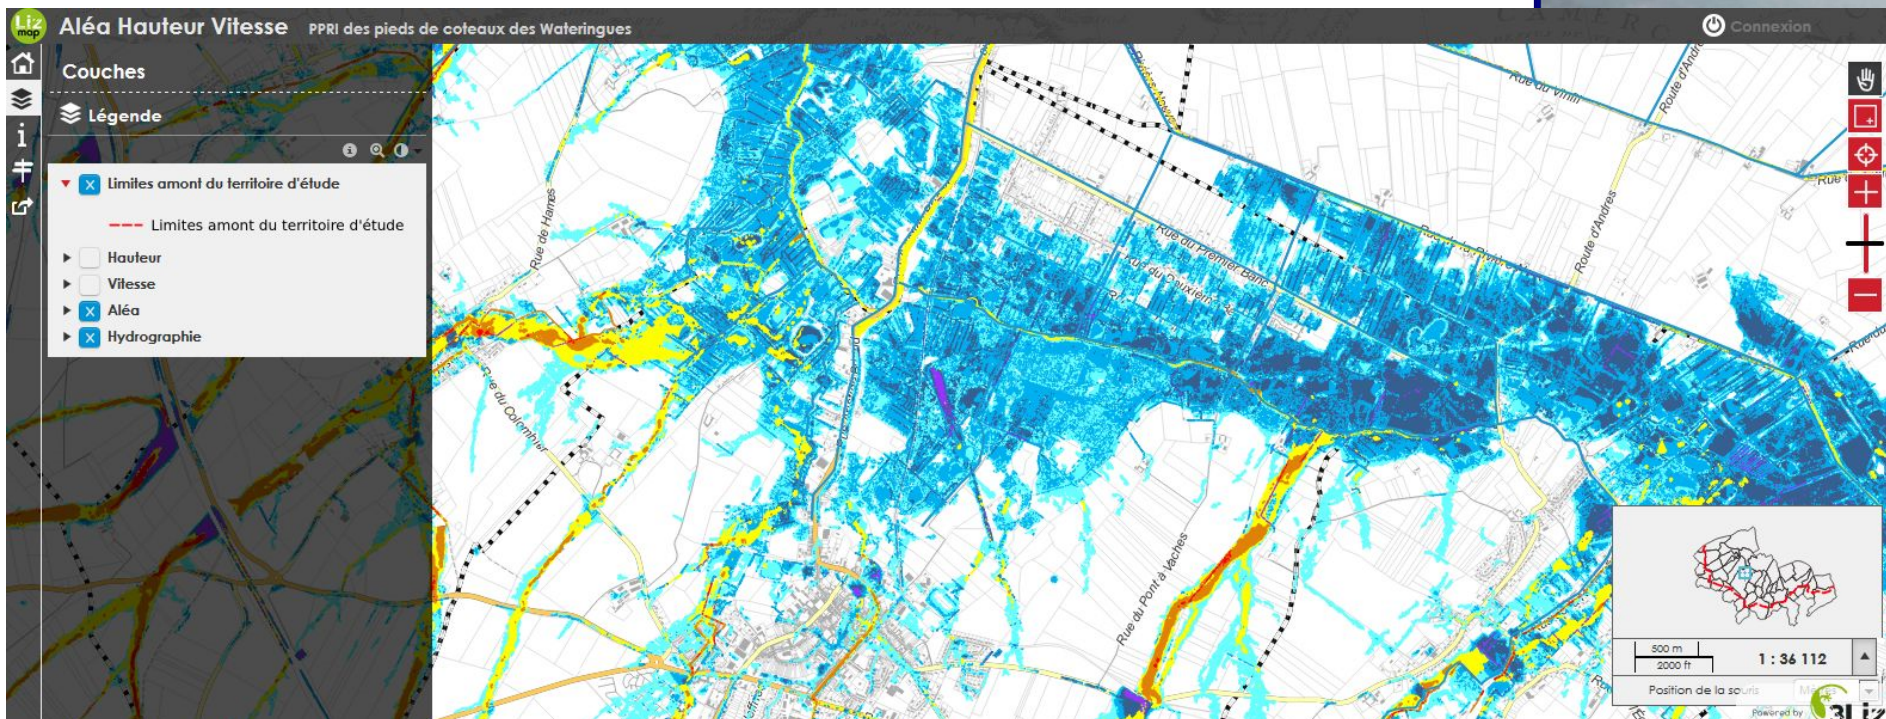 Liz
map
Aléa Hauteur Vitesse PPRI des pieds de coteaux des Wateringues
Connexion
Couches
Légende
Limites amont du territoire d'étude
Limites amont du territoire d'étude
Hauteur
Vitesse
Aléa
Hydrographie
Rue de Hames
Rue du Colombier
Rue du Vinfil
Route d'Andres
Rue du Premier Banc
Route d'Andres
Rue du Pont à Vaches
500 m
2000 ft
1 : 36 112
Position de la souris
Mètres
Powered by 3Liz